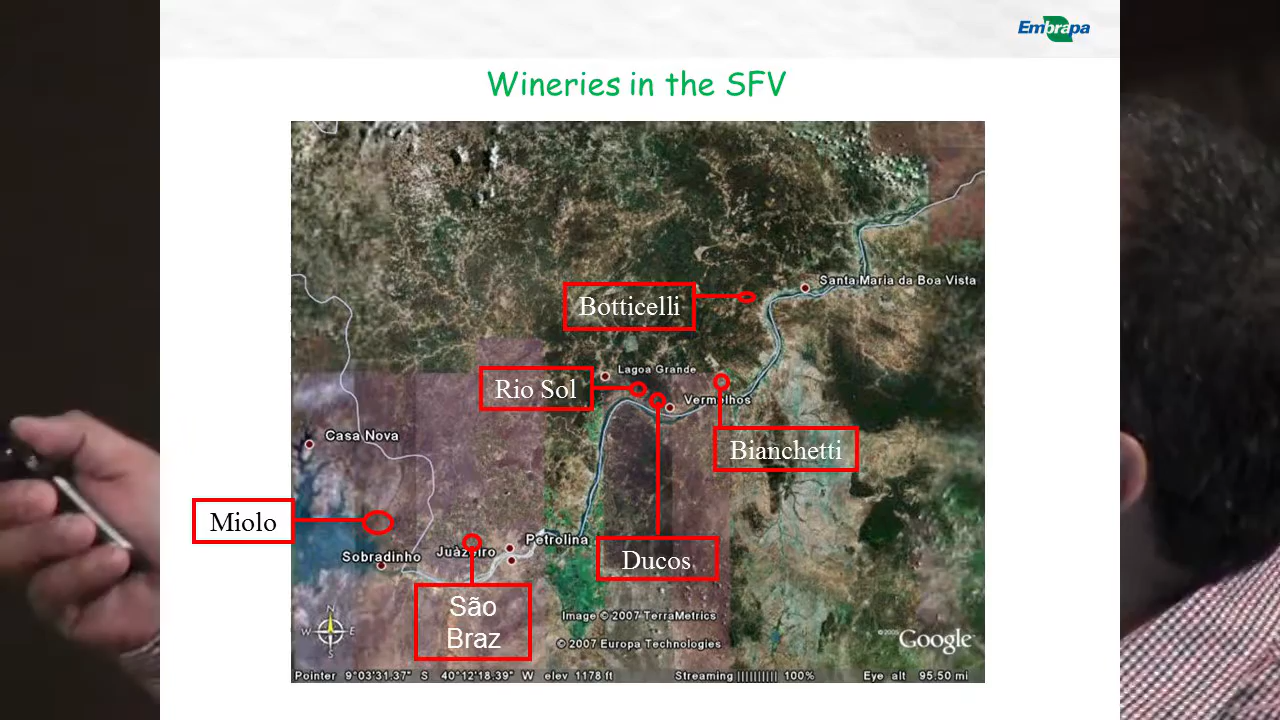 Embrapa
Wineries in the SFV
Santa Maria da Boa Vista
Botticelli
Lagoa Grande
Rio Sol
Vermelhos
Casa Nova
Bianchetti
Miolo
Petrolina
Sobradinho
Juazeiro
Ducos
São
Braz
N
W E
S
Image © 2007 TerraMetrics
© 2007 Europa Technologies
Google
Pointer 9°03'31.37" S 40°12'18.39" W elev 1178 ft Streaming |||||||||| 100% Eye alt 95.50 mi